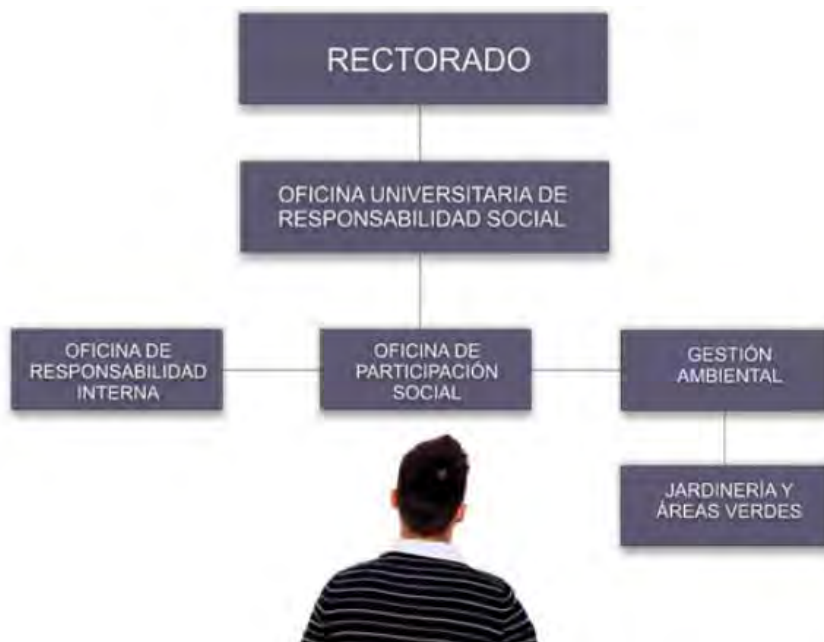 RECTORADO
OFICINA UNIVERSITARIA DE
RESPONSABILIDAD SOCIAL
OFICINA DE
RESPONSABILIDAD
INTERNA
OFICINA DE
PARTICIPACIÓN
SOCIAL
GESTIÓN
AMBIENTAL
JARDINERÍA Y
ÁREAS VERDES